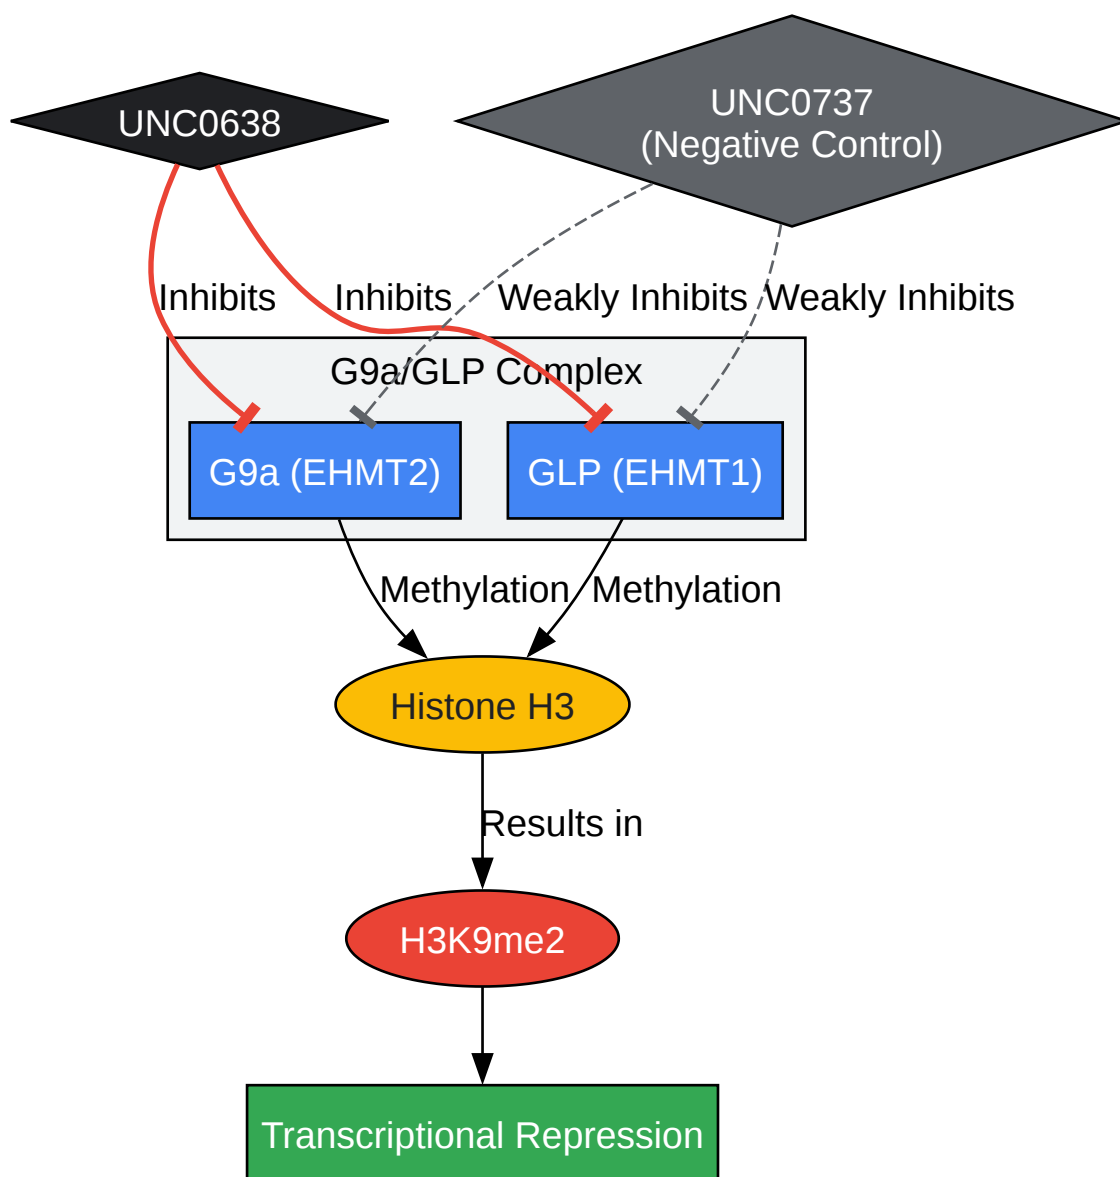 UNC0638
UNC0737
(Negative Control)
Inhibits
Inhibits
Weakly Inhibits
Weakly Inhibits
G9a/GLP Complex
G9a (EHMT2)
GLP (EHMT1)
Methylation
Methylation
Histone H3
Results in
H3K9me2
Transcriptional Repression